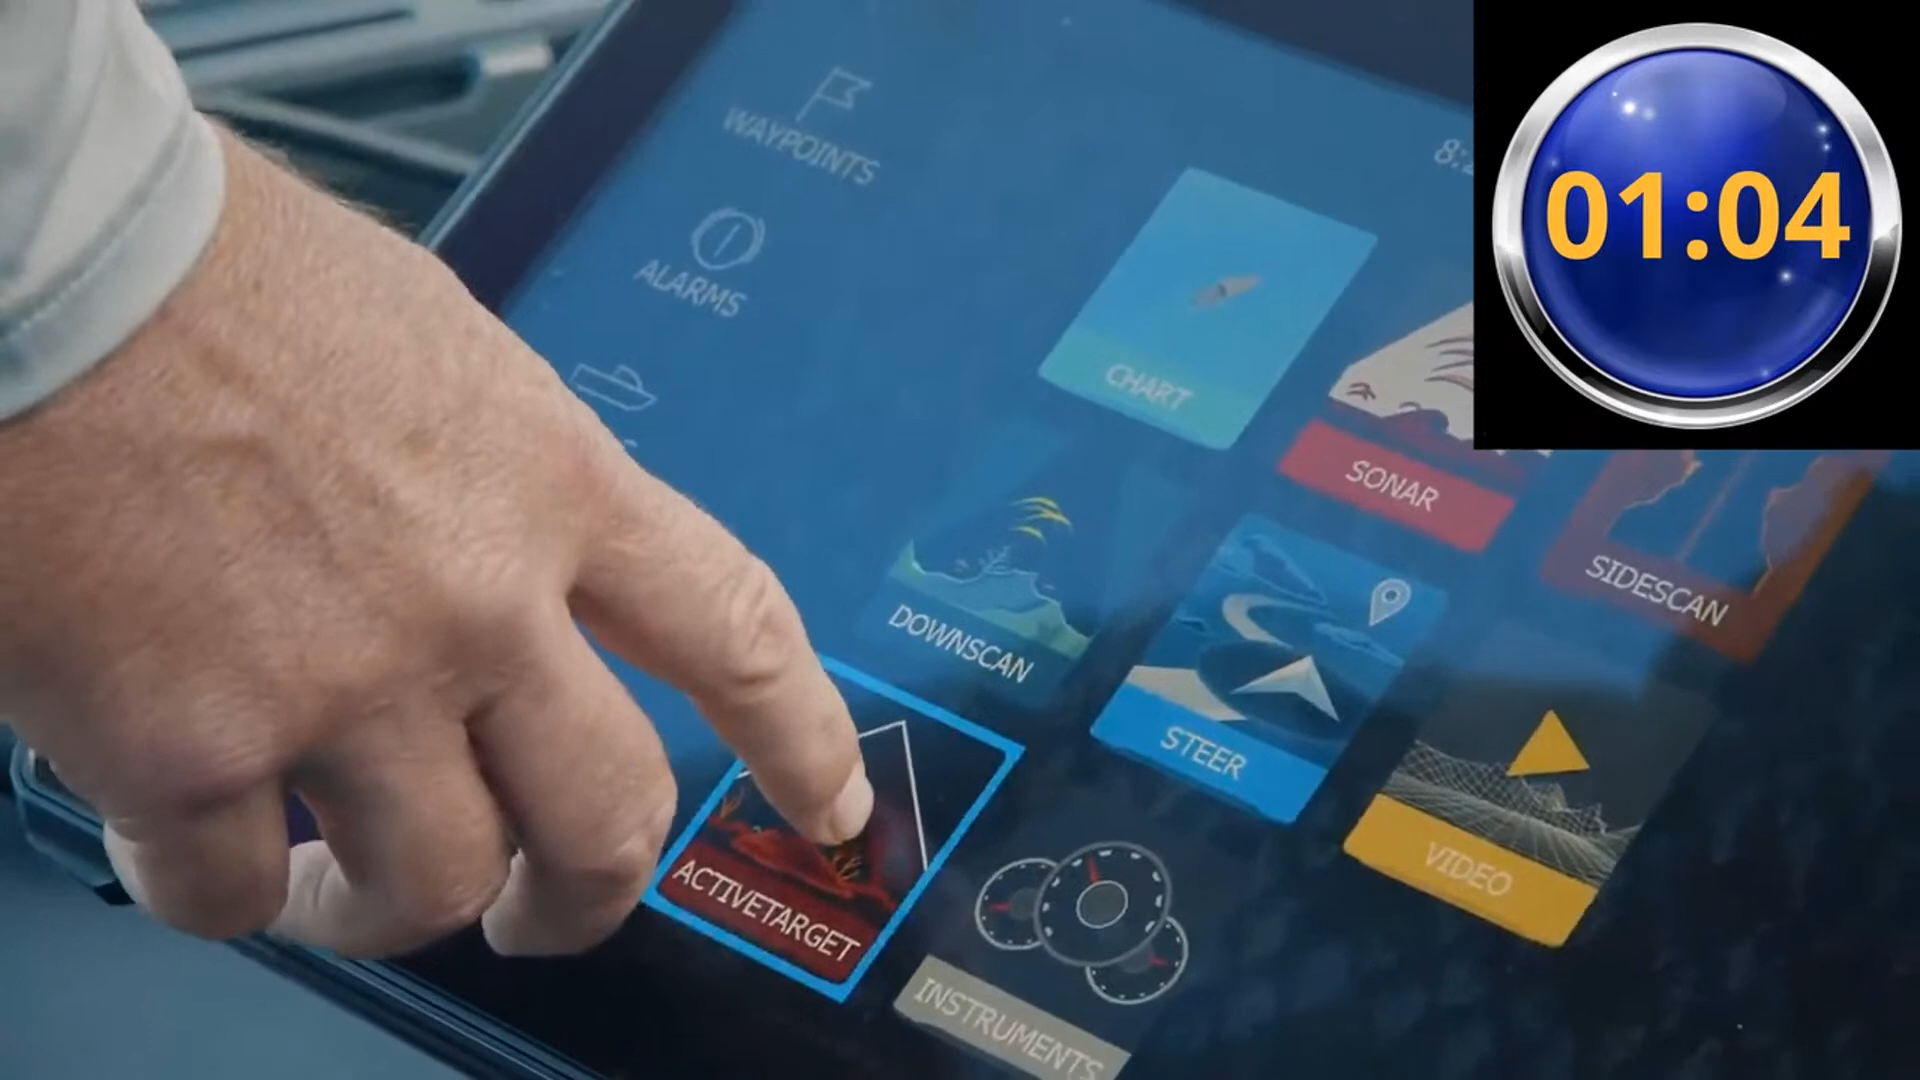 WAYPOINTS
01:04
ALARMS
CHART
SONAR
SIDESCAN
DOWNSCAN
STEER
VIDEO
ACTIVETARGET
INSTRUMENTS